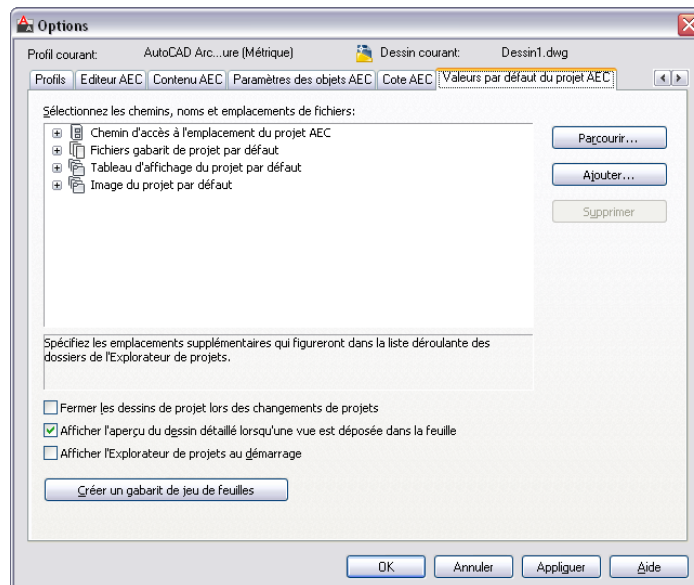 Options
Profil courant: AutoCAD Arc...ure (Métrique) Dessin courant: Dessin1.dwg
Profils Editeur AEC Contenu AEC Paramètres des objets AEC Cote AEC Valeurs par défaut du projet AEC
Sélectionnez les chemins, noms et emplacements de fichiers:
Chemin d'accès à l'emplacement du projet AEC
Fichiers gabarit de projet par défaut
Tableau d'affichage du projet par défaut
Image du projet par défaut
Parcourir...
Ajouter...
Supprimer
Spécifiez les emplacements supplémentaires qui figureront dans la liste déroulante des
dossiers de l'Explorateur de projets.
Fermer les dessins de projet lors des changements de projets
Afficher l'aperçu du dessin détaillé lorsqu'une vue est déposée dans la feuille
Afficher l'Explorateur de projets au démarrage
Créer un gabarit de jeu de feuilles
OK Annuler Appliquer Aide